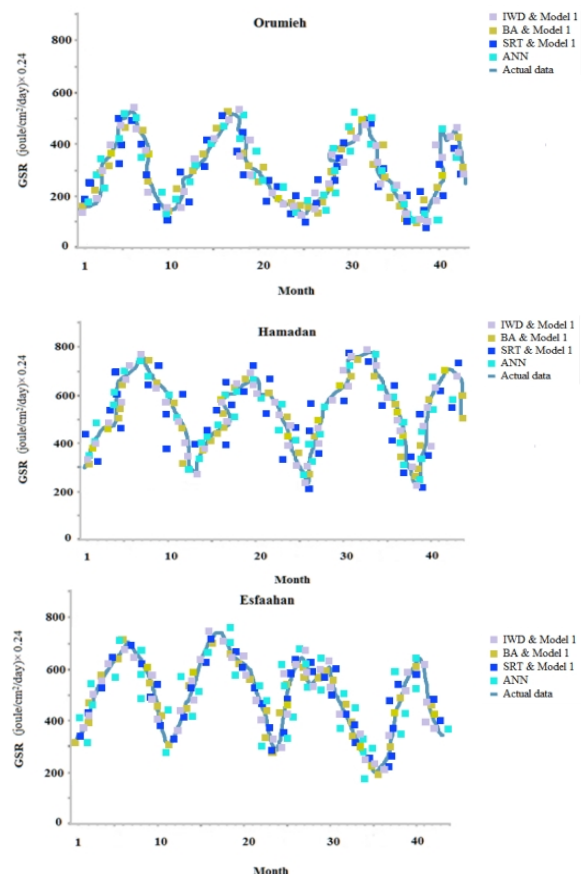 Orumieh
IWD & Model 1
BA & Model 1
SRT & Model 1
ANN
Actual data
GSR (joule/cm²/day)× 0.24
800
600
400
200
0
1 10 20 30 40
Month
Hamadan
IWD & Model 1
BA & Model 1
SRT & Model 1
ANN
Actual data
GSR (joule/cm²/day)× 0.24
800
600
400
200
0
1 10 20 30 40
Month
Esfaahan
IWD & Model 1
BA & Model 1
SRT & Model 1
ANN
Actual data
GSR (joule/cm²/day)× 0.24
800
600
400
200
0
1 10 20 30 40
Month